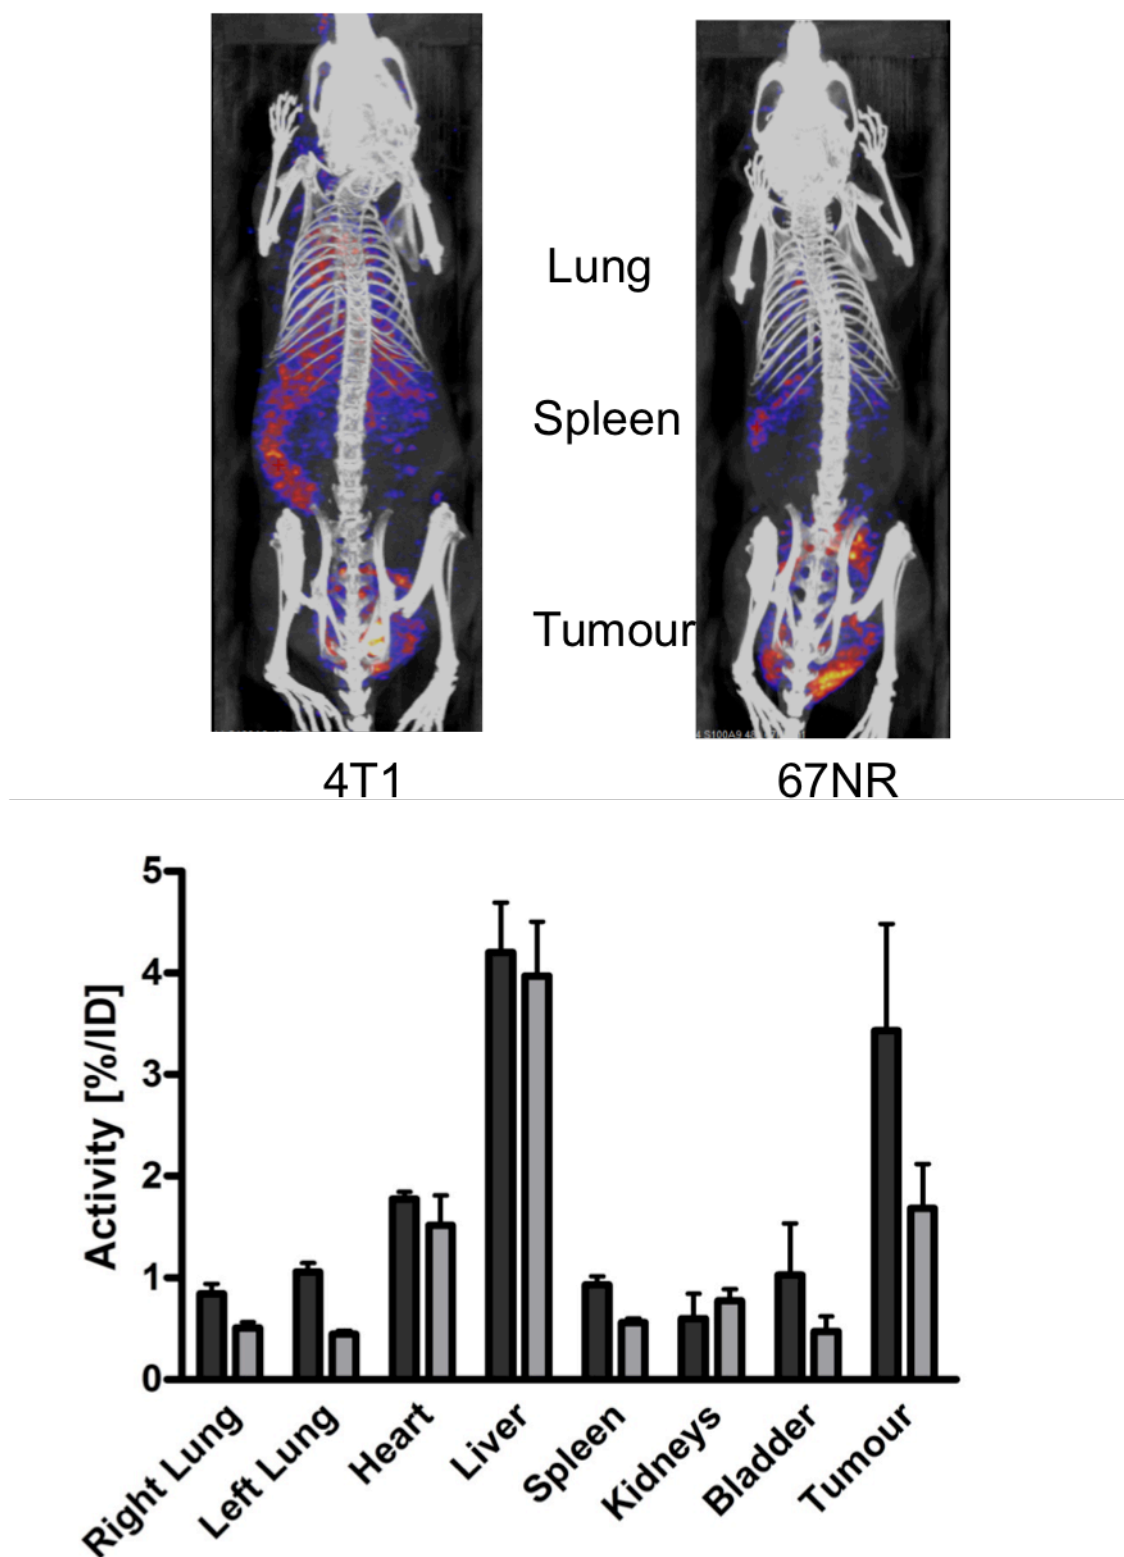 Lung
Spleen
Tumour
4T1
67NR
5
4
3
2
1
0
Activity [%/ID]
Right Lung
Left Lung
Heart
Liver
Spleen
Kidneys
Bladder
Tumour